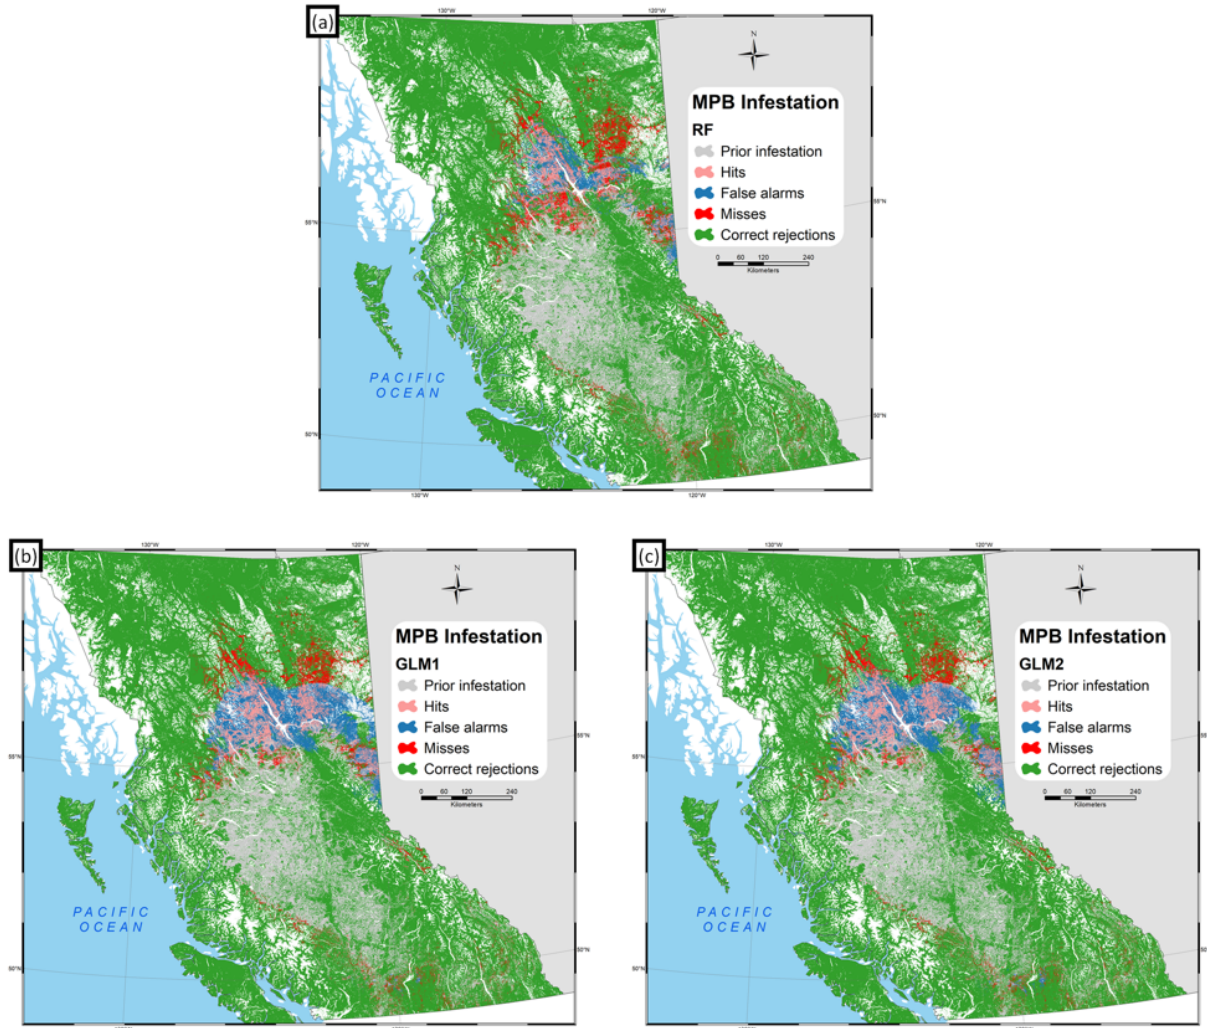 (a)
130°W
120°W
N
MPB Infestation
RF
Prior infestation
Hits
False alarms
Misses
Correct rejections
0 60 120 240
Kilometers
55°N
55°N
PACIFIC
OCEAN
50°N
50°N
130°W
120°W
(b)
130°W
120°W
N
MPB Infestation
GLM1
Prior infestation
Hits
False alarms
Misses
Correct rejections
0 60 120 240
Kilometers
55°N
55°N
PACIFIC
OCEAN
50°N
50°N
(c)
130°W
120°W
N
MPB Infestation
GLM2
Prior infestation
Hits
False alarms
Misses
Correct rejections
0 60 120 240
Kilometers
55°N
55°N
PACIFIC
OCEAN
50°N
50°N